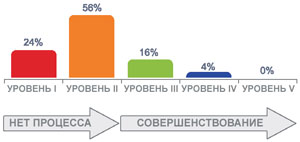 56%
24%
16%
4%
0%
УРОВЕНЬ I УРОВЕНЬ II УРОВЕНЬ III УРОВЕНЬ IV УРОВЕНЬ V
НЕТ ПРОЦЕССА СОВЕРШЕНСТВОВАНИЕ